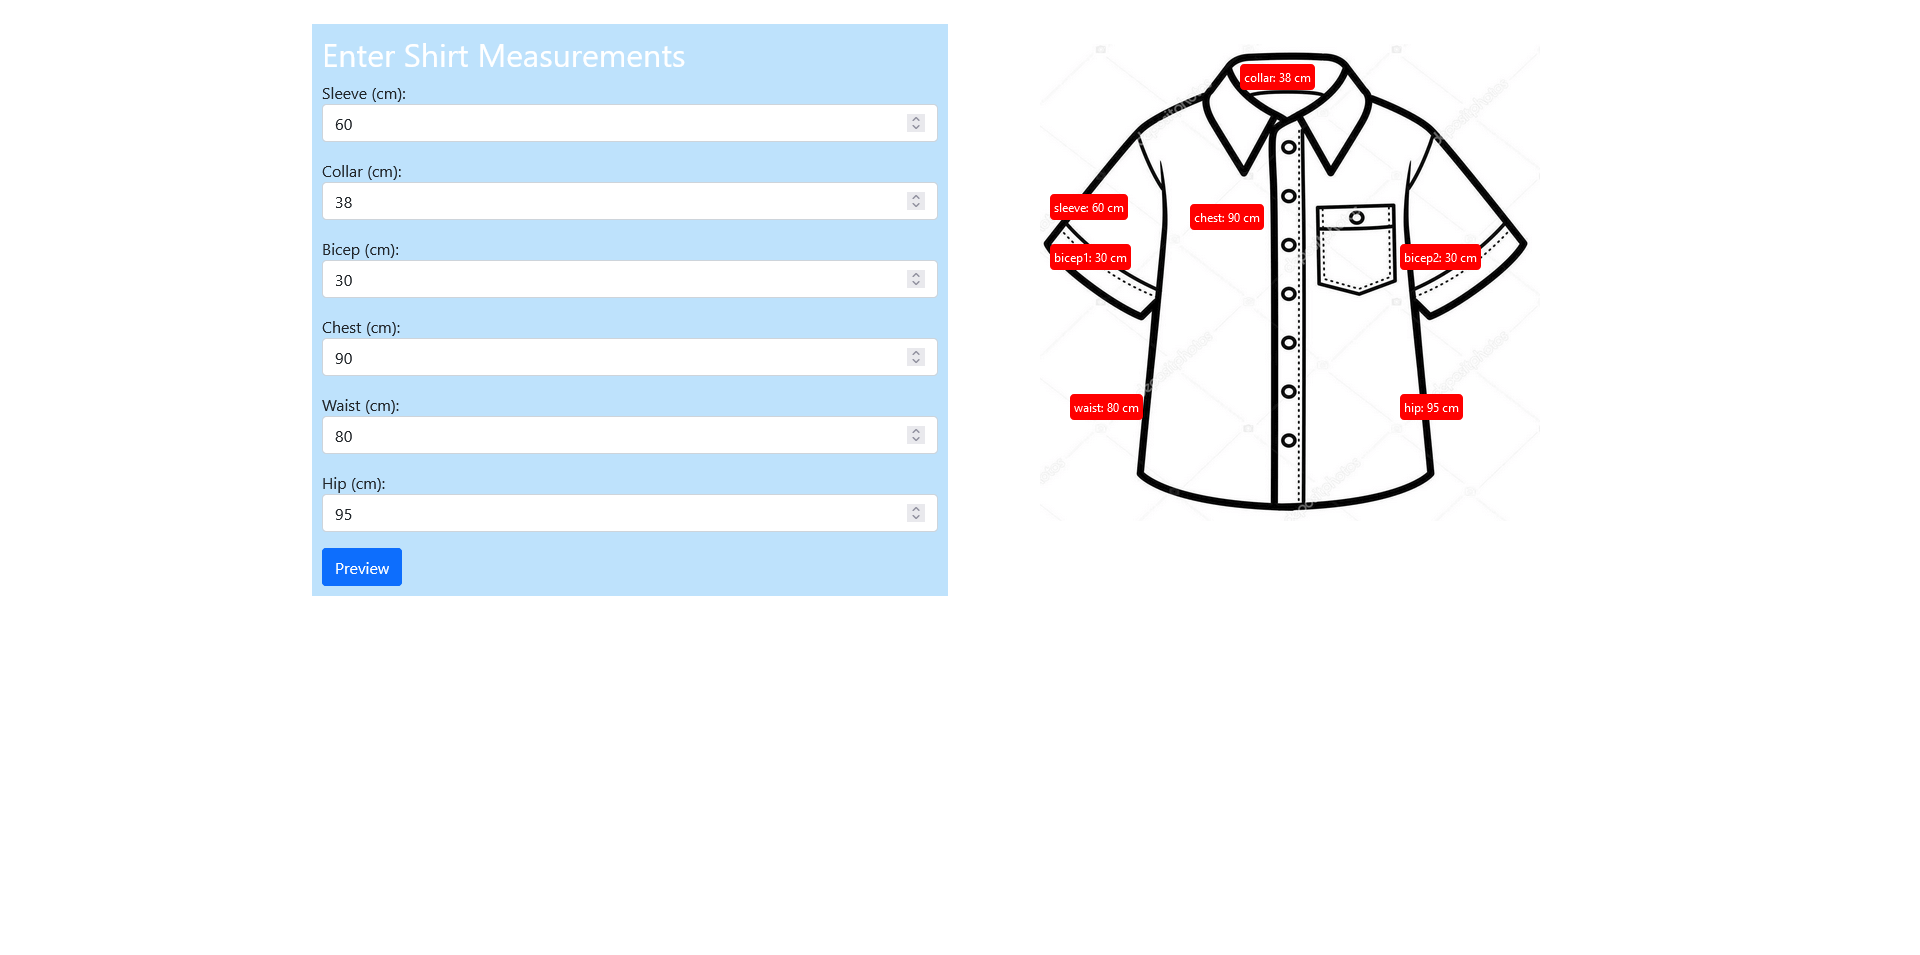 Enter Shirt Measurements
Sleeve (cm):
60
Collar (cm):
38
Bicep (cm):
30
Chest (cm):
90
Waist (cm):
80
Hip (cm):
95
Preview
collar: 38 cm
sleeve: 60 cm
chest: 90 cm
bicep1: 30 cm
bicep2: 30 cm
waist: 80 cm
hip: 95 cm
depositphotos